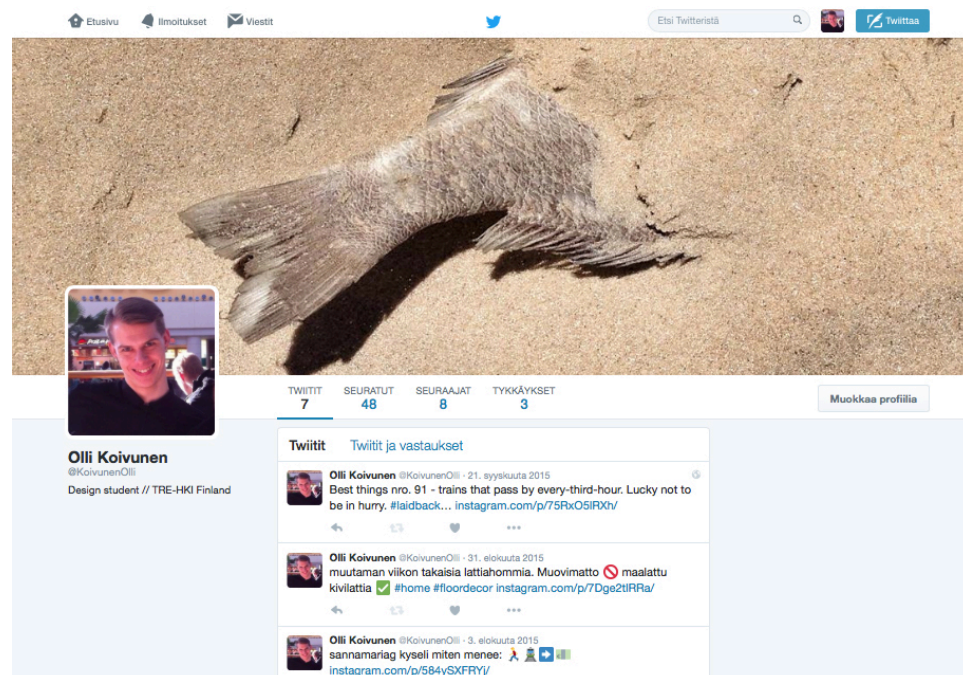 Etusivu Ilmoitukset Viestit Etsi Twitteristä Twiittaa
TWIITIT SEURATUT SEURAAJAT TYKKÄYKSET
7 48 8 3
Muokkaa profiilia
Olli Koivunen
@KoivunenOlli
Design student // TRE-HKI Finland
Twiitit Twiitit ja vastaukset
Olli Koivunen @KoivunenOlli · 21. syyskuuta 2015
Best things nro. 91 - trains that pass by every-third-hour. Lucky not to
be in hurry. #laidback... instagram.com/p/75RxO5lRXh/
Olli Koivunen @KoivunenOlli · 31. elokuuta 2015
muutaman viikon takaisia lattiahommia. Muovimatto 🚫 maalattu
kivilattia ✅ #home #floordecor instagram.com/p/7Dge2tlRRa/
Olli Koivunen @KoivunenOlli · 3. elokuuta 2015
sannamariag kyseli miten menee: 🏃 🚊 ➡️ 💵
instagram.com/p/584ySXFRYj/